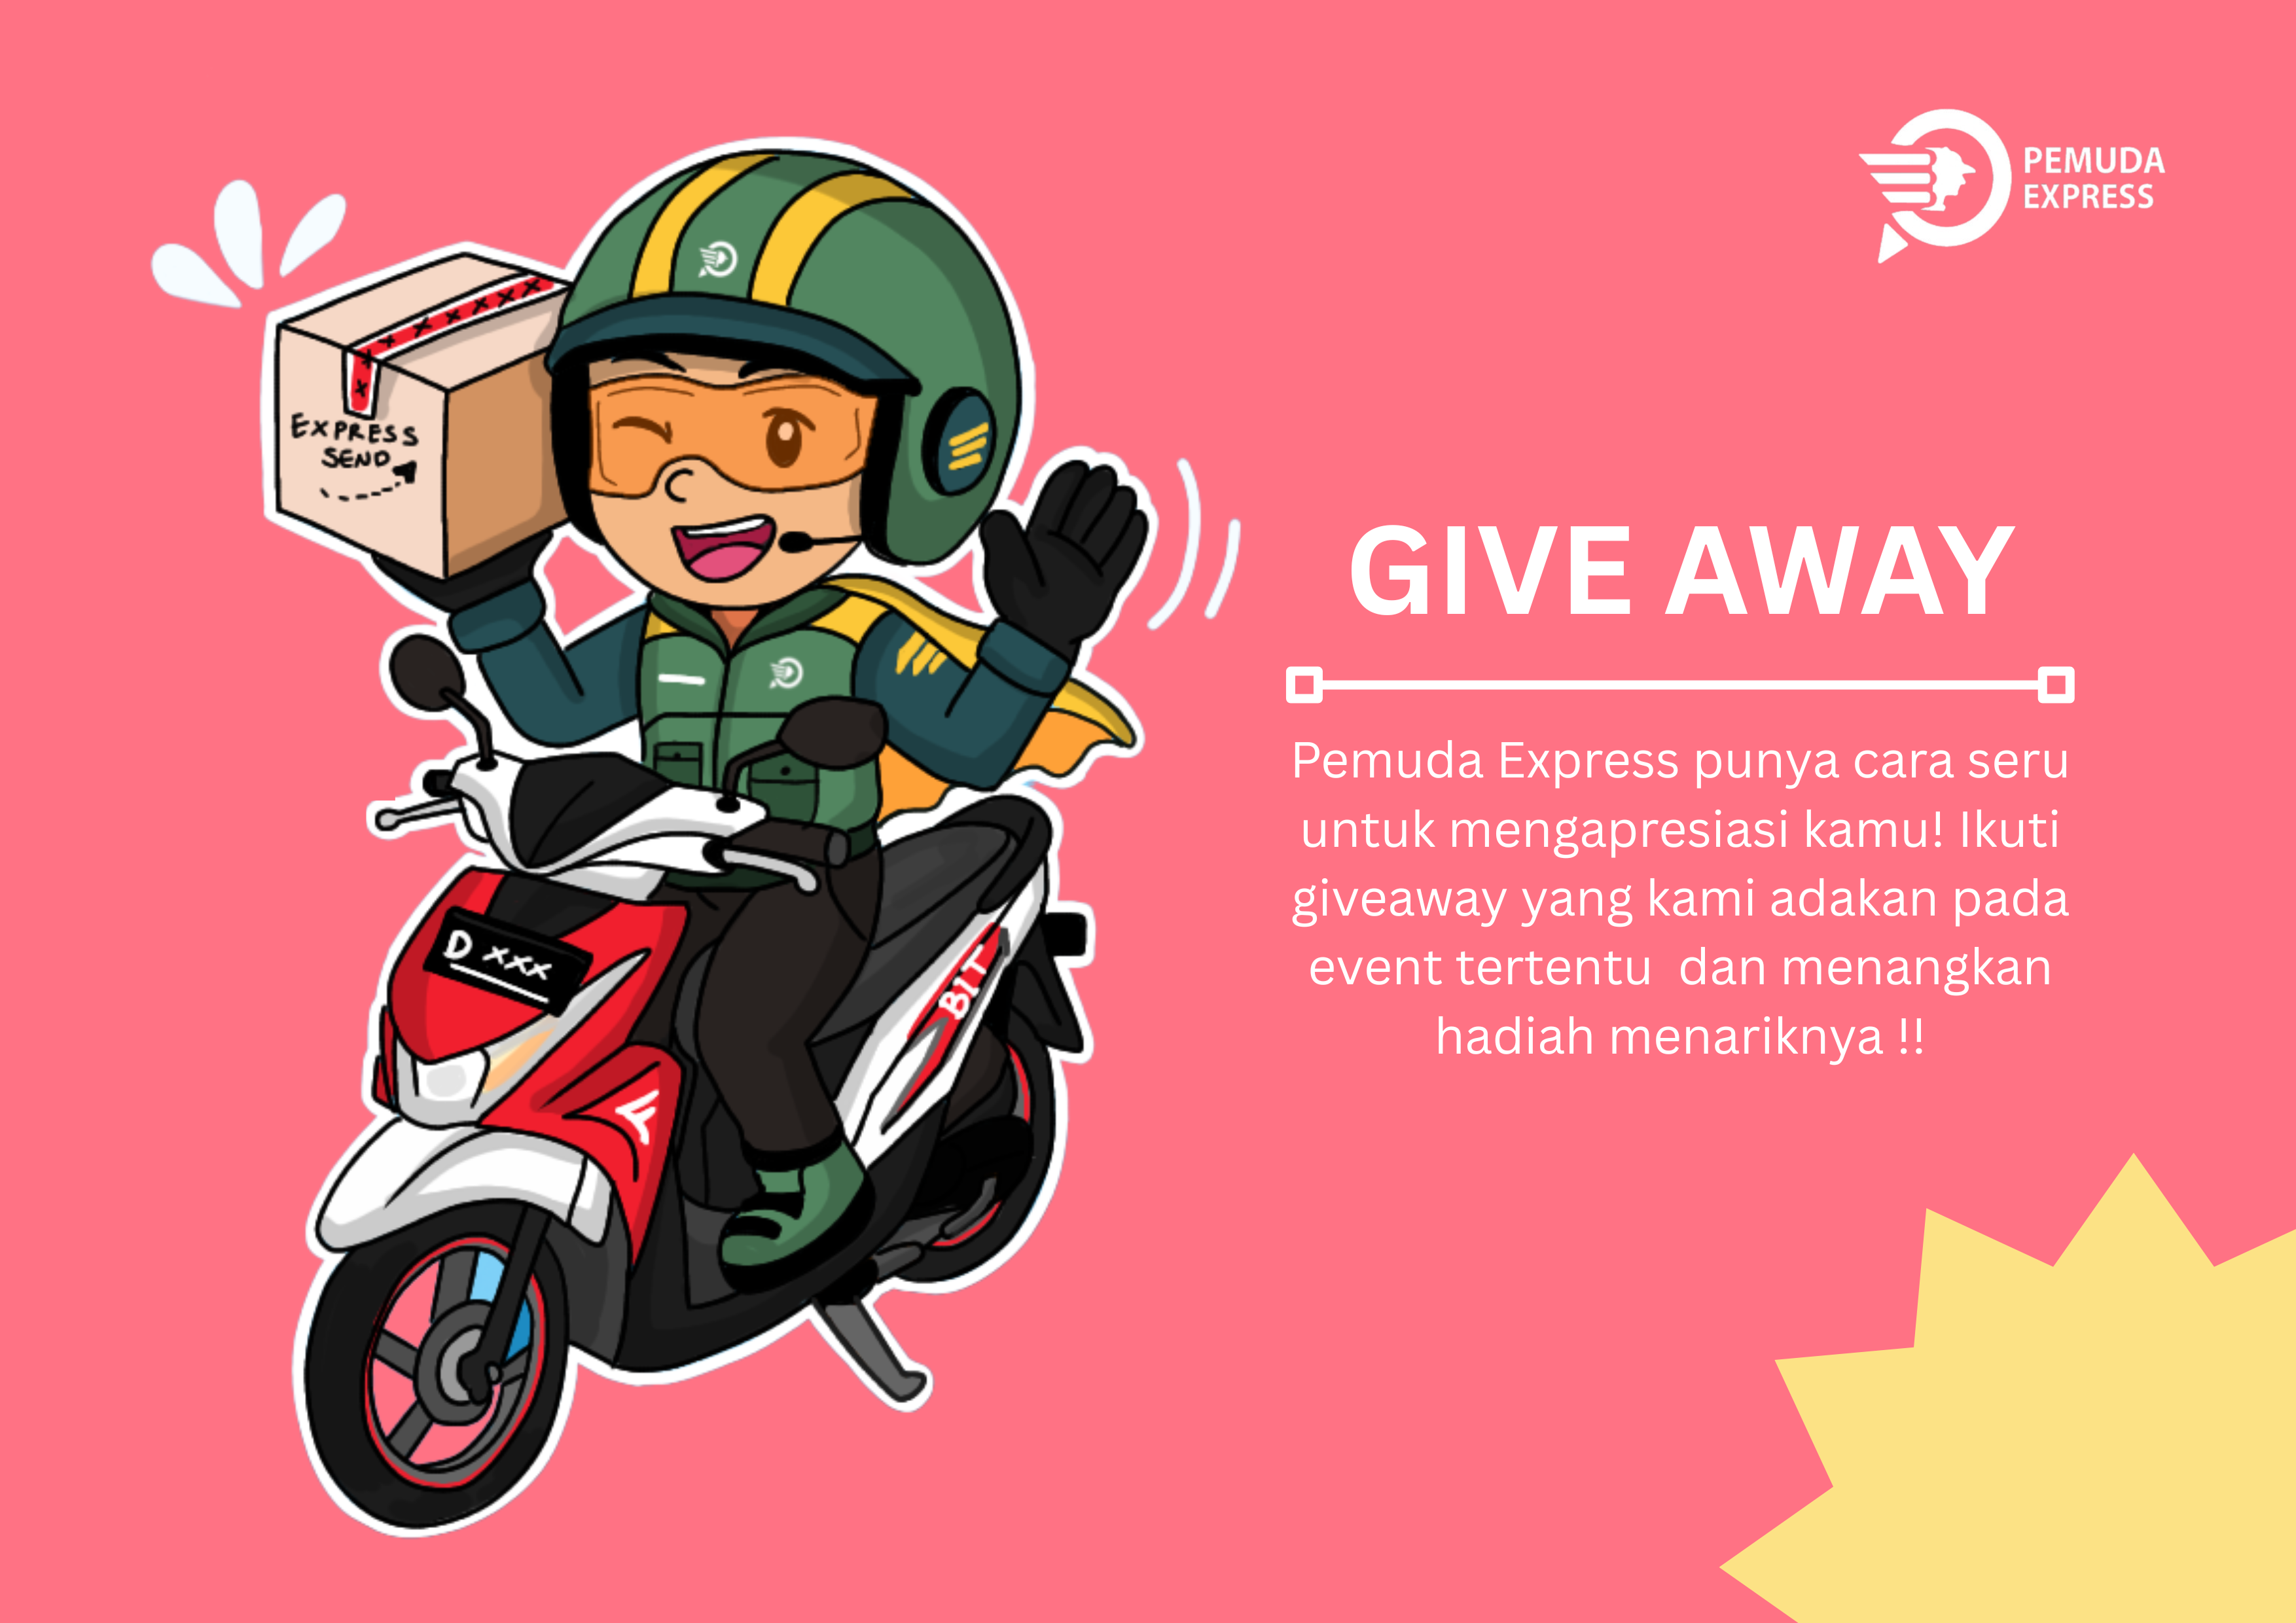 PEMUDA
EXPRESS
EXPRESS
SEND
GIVE AWAY
Pemuda Express punya cara seru
untuk mengapresiasi kamu! Ikuti
giveaway yang kami adakan pada
event tertentu  dan menangkan
hadiah menariknya !!
D xxx
BIT